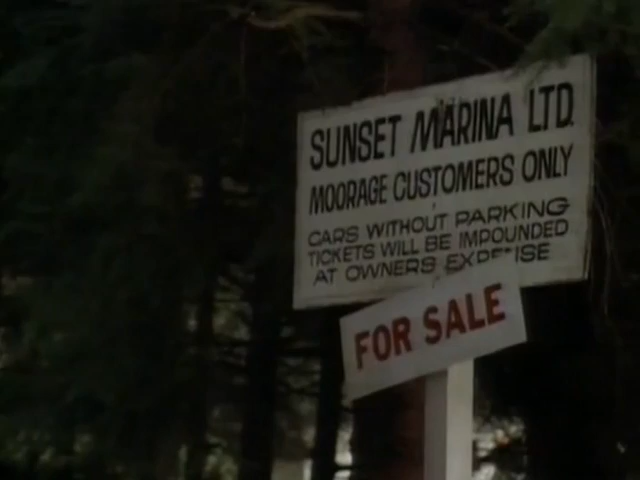 SUNSET MARINA LTD.
MOORAGE CUSTOMERS ONLY
CARS WITHOUT PARKING
TICKETS WILL BE IMPOUNDED
AT OWNERS EXPENSE
FOR SALE